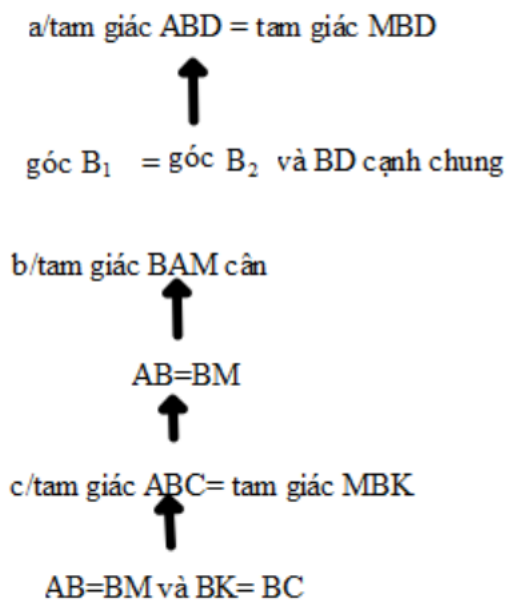 a/tam giác ABD = tam giác MBD
góc B₁ = góc B₂ và BD cạnh chung
b/tam giác BAM cân
AB=BM
c/tam giác ABC= tam giác MBK
AB=BM và BK= BC